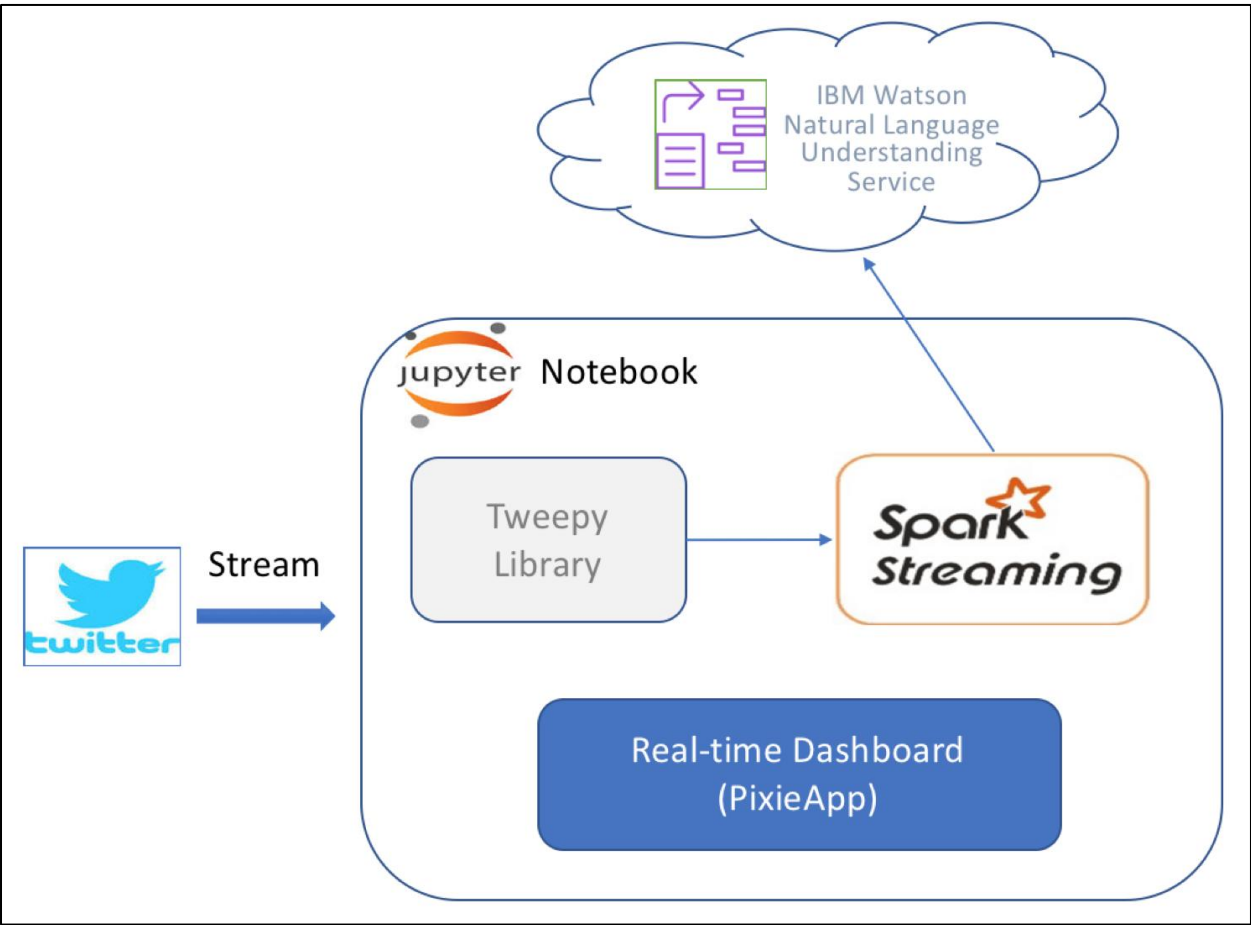 IBM Watson
Natural Language
Understanding
Service
jupyter Notebook
Tweepy
Library
Spark
Streaming
Stream
twitter
Real-time Dashboard
(PixieApp)